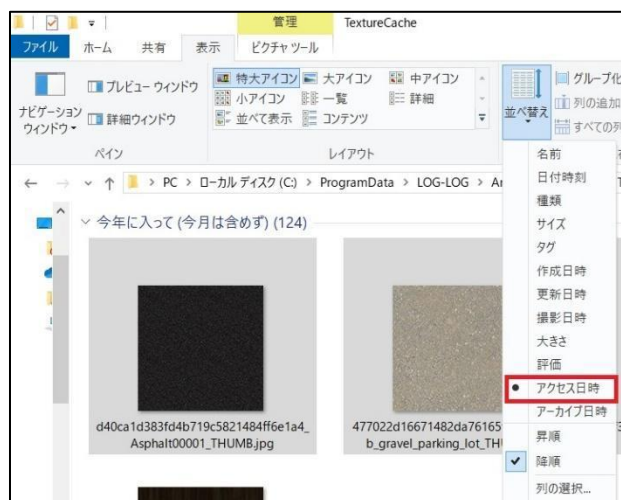 管理
TextureCache
ファイル ホーム 共有 表示 ピクチャ ツール
プレビュー ウィンドウ
詳細ウィンドウ
ナビゲーション
ウィンドウ
ペイン
特大アイコン 大アイコン 中アイコン
小アイコン 一覧 詳細
並べて表示 コンテンツ
レイアウト
並べ替え
グループ化
列の追加
すべての列
PC > ローカル ディスク (C:) > ProgramData > LOG-LOG >
今年に入って (今月は含めず) (124)
d40ca1d383fd4b719c5821484ff6e1a4_
Asphalt00001_THUMB.jpg
477022d16671482da76165
b_gravel_parking_lot_THU
名前
日付時刻
種類
サイズ
タグ
作成日時
更新日時
撮影日時
大きさ
評価
アクセス日時
アーカイブ日時
昇順
降順
列の選択...